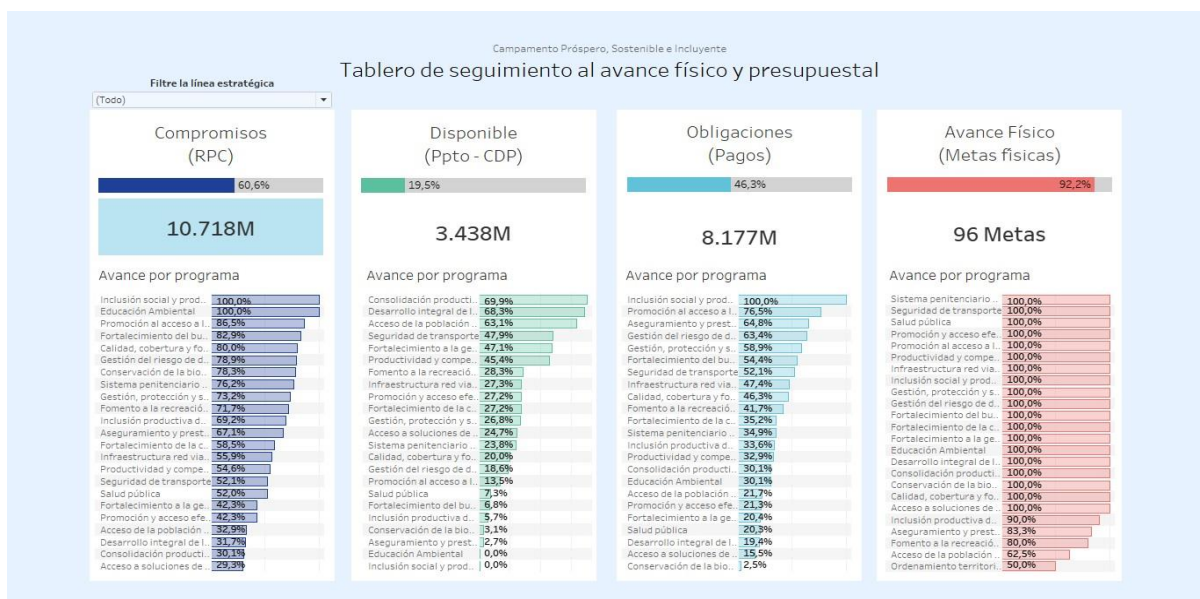 Campamento Próspero, Sostenible e Incluyente
Tablero de seguimiento al avance físico y presupuestal
Filtre la línea estratégica
(Todo)
Compromisos
(RPC)
60,6%
10.718M
Avance por programa
Inclusión social y prod.. 100,0%
Educación Ambiental 100,0%
Promoción al acceso a l.. 86,5%
Fortalecimiento del bu.. 82,9%
Calidad, cobertura y fo.. 80,0%
Gestión del riesgo de d.. 78,9%
Conservación de la bio.. 78,3%
Sistema penitenciario .. 76,2%
Gestión, protección y s.. 73,2%
Fomento a la recreació.. 71,7%
Inclusión productiva d.. 69,2%
Aseguramiento y prest.. 67,1%
Fortalecimiento de la c.. 58,5%
Infraestructura red via.. 55,9%
Productividad y compe.. 54,6%
Seguridad de transporte 52,1%
Salud pública 52,0%
Fortalecimiento a la ge.. 42,3%
Promoción y acceso efe.. 42,3%
Acceso de la población .. 32,9%
Desarrollo integral de l.. 31,7%
Consolidación producti.. 30,1%
Acceso a soluciones de .. 29,3%
Disponible
(Ppto - CDP)
19,5%
3.438M
Avance por programa
Consolidación producti.. 69,9%
Desarrollo integral de l.. 68,3%
Acceso de la población .. 63,1%
Seguridad de transporte 47,9%
Fortalecimiento a la ge.. 47,1%
Productividad y compe.. 45,4%
Fomento a la recreació.. 28,3%
Infraestructura red via.. 27,3%
Promoción y acceso efe.. 27,2%
Fortalecimiento de la c.. 27,2%
Gestión, protección y s.. 26,8%
Acceso a soluciones de .. 24,7%
Sistema penitenciario .. 23,8%
Calidad, cobertura y fo.. 20,0%
Gestión del riesgo de d.. 18,6%
Promoción al acceso a l.. 13,5%
Salud pública 7,3%
Fortalecimiento del bu.. 6,8%
Inclusión productiva d.. 5,7%
Conservación de la bio.. 3,1%
Aseguramiento y prest.. 2,7%
Educación Ambiental 0,0%
Inclusión social y prod.. 0,0%
Obligaciones
(Pagos)
46,3%
8.177M
Avance por programa
Inclusión social y prod.. 100,0%
Promoción al acceso a l.. 76,5%
Aseguramiento y prest.. 64,8%
Gestión del riesgo de d.. 63,4%
Gestión, protección y s.. 58,9%
Fortalecimiento del bu.. 54,4%
Seguridad de transporte 52,1%
Infraestructura red via.. 47,4%
Calidad, cobertura y fo.. 46,3%
Fomento a la recreació.. 41,7%
Fortalecimiento de la c.. 35,2%
Sistema penitenciario .. 34,9%
Inclusión productiva d.. 33,6%
Productividad y compe.. 32,9%
Consolidación producti.. 30,1%
Educación Ambiental 30,1%
Acceso de la población .. 21,7%
Promoción y acceso efe.. 21,3%
Fortalecimiento a la ge.. 20,4%
Salud pública 20,3%
Desarrollo integral de l.. 19,4%
Acceso a soluciones de .. 15,5%
Conservación de la bio.. 2,5%
Avance Físico
(Metas físicas)
92,2%
96 Metas
Avance por programa
Sistema penitenciario .. 100,0%
Seguridad de transporte 100,0%
Salud pública 100,0%
Promoción y acceso efe.. 100,0%
Promoción al acceso a l.. 100,0%
Productividad y compe.. 100,0%
Infraestructura red via.. 100,0%
Inclusión social y prod.. 100,0%
Gestión, protección y s.. 100,0%
Gestión del riesgo de d.. 100,0%
Fortalecimiento del bu.. 100,0%
Fortalecimiento de la c.. 100,0%
Fortalecimiento a la ge.. 100,0%
Educación Ambiental 100,0%
Desarrollo integral de l.. 100,0%
Consolidación producti.. 100,0%
Conservación de la bio.. 100,0%
Calidad, cobertura y fo.. 100,0%
Acceso a soluciones de .. 100,0%
Inclusión productiva d.. 90,0%
Aseguramiento y prest.. 83,3%
Fomento a la recreació.. 80,0%
Acceso de la población .. 62,5%
Ordenamiento territori.. 50,0%